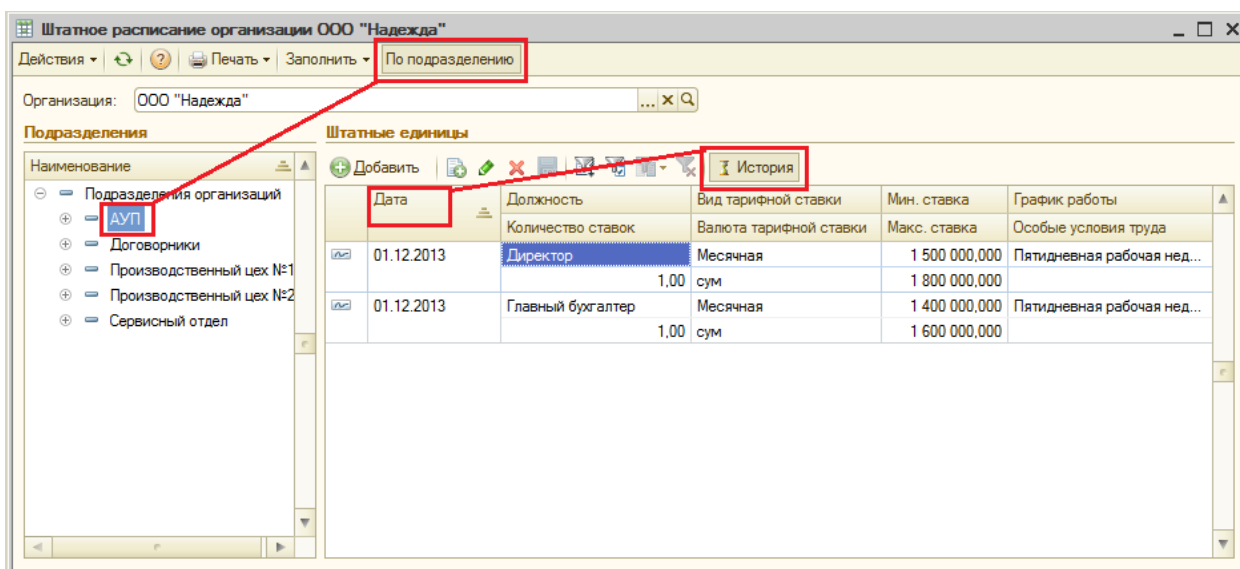 Штатное расписание организации ООО "Надежда"
Действия Печать Заполнить По подразделению
Организация: ООО "Надежда" ...
Подразделения Штатные единицы
Наименование Добавить История
Подразделения организаций
АУП
Договорники
Производственный цех №1
Производственный цех №2
Сервисный отдел
Дата Должность Вид тарифной ставки Мин. ставка График работы
Количество ставок Валюта тарифной ставки Макс. ставка Особые условия труда
01.12.2013 Директор Месячная 1 500 000,000 Пятидневная рабочая нед...
1,00 сум 1 800 000,000
01.12.2013 Главный бухгалтер Месячная 1 400 000,000 Пятидневная рабочая нед...
1,00 сум 1 600 000,000